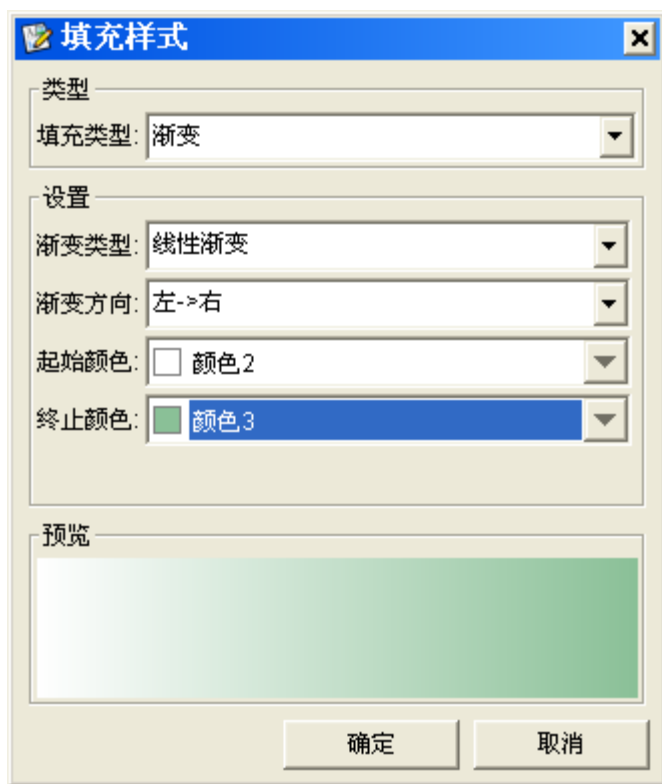 填充样式
类型
填充类型: 渐变
设置
渐变类型: 线性渐变
渐变方向: 左->右
起始颜色: 颜色2
终止颜色: 颜色3
预览
确定 取消